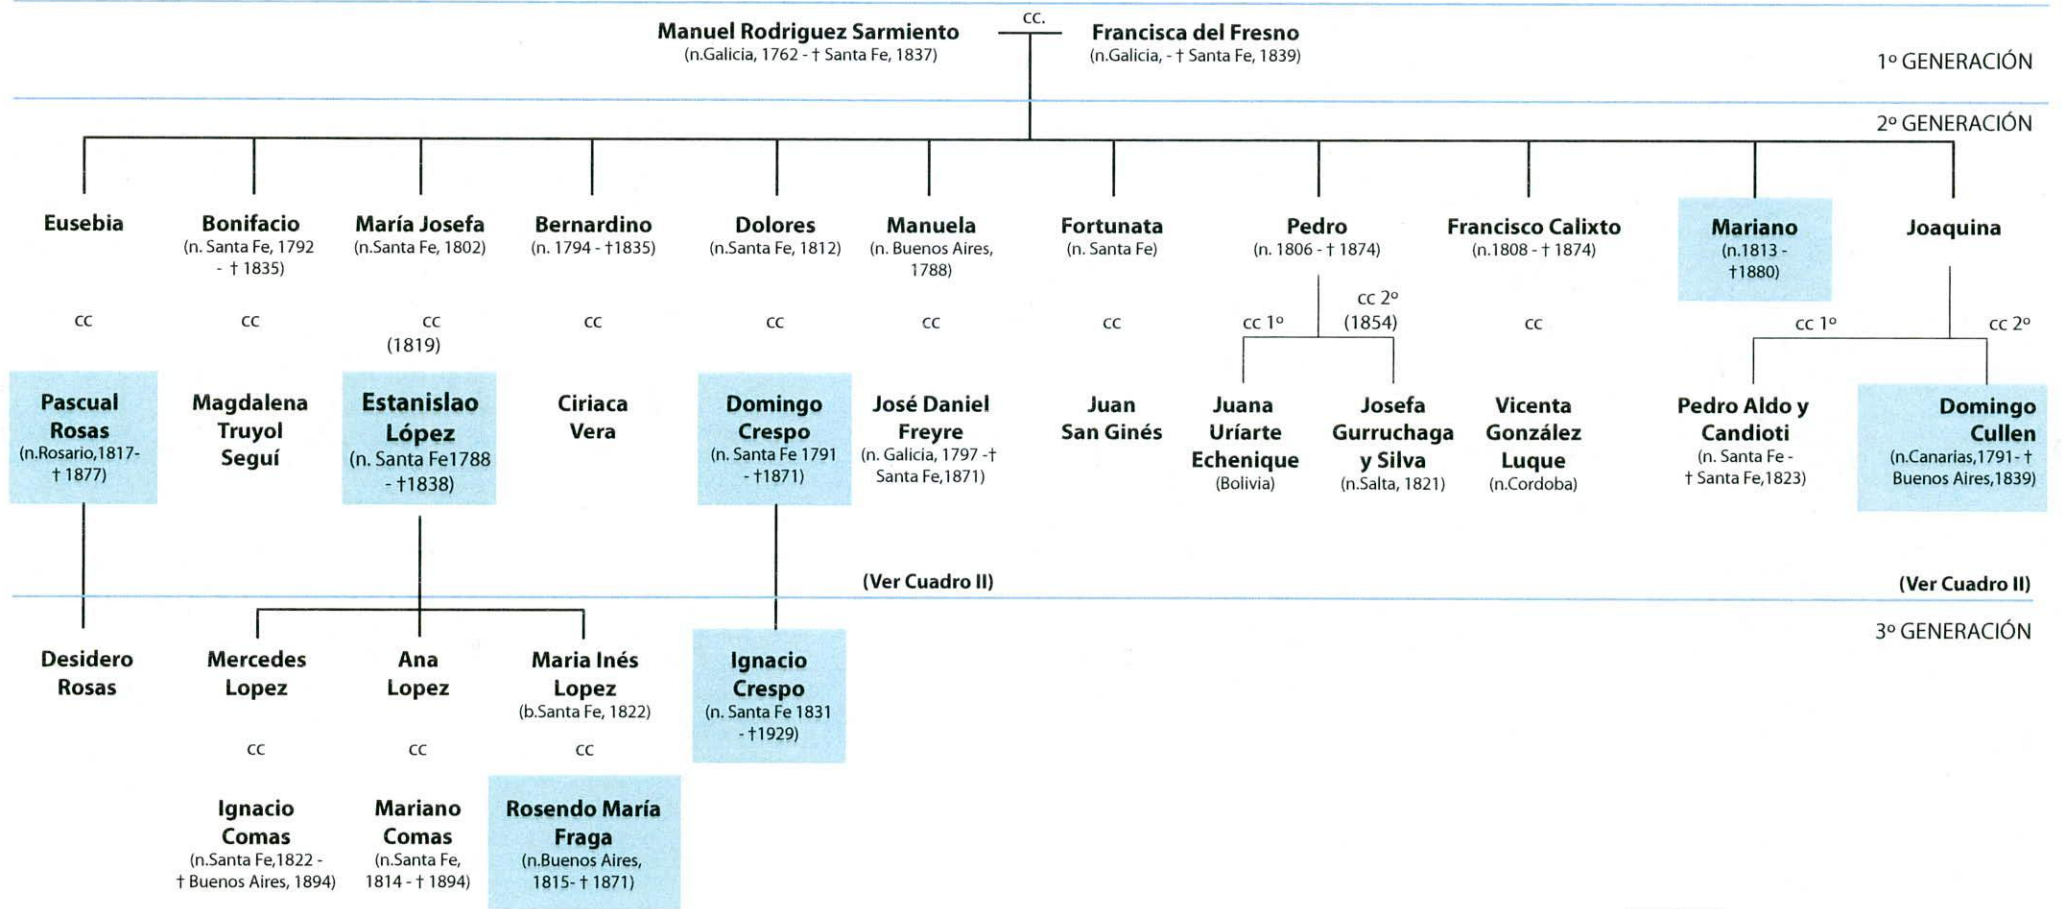 cc.
Manuel Rodriguez Sarmiento
(n.Galicia, 1762 - † Santa Fe, 1837)
Francisca del Fresno
(n.Galicia, - † Santa Fe, 1839)
1º GENERACIÓN
2º GENERACIÓN
Eusebia
Bonifacio
(n. Santa Fe, 1792
- † 1835)
María Josefa
(n.Santa Fe, 1802)
Bernardino
(n. 1794 - †1835)
Dolores
(n.Santa Fe, 1812)
Manuela
(n. Buenos Aires,
1788)
Fortunata
(n. Santa Fe)
Pedro
(n. 1806 - † 1874)
Francisco Calixto
(n.1808 - † 1874)
Mariano
(n.1813 -
†1880)
Joaquina
cc
cc
cc
(1819)
cc
cc
cc
cc
cc 1º
cc 2º
(1854)
cc
cc 1º
cc 2º
Pascual
Rosas
(n.Rosario,1817-
† 1877)
Magdalena
Truyol
Seguí
Estanislao
López
(n. Santa Fe1788
- †1838)
Ciriaca
Vera
Domingo
Crespo
(n. Santa Fe 1791
- †1871)
José Daniel
Freyre
(n. Galicia, 1797 -†
Santa Fe,1871)
Juan
San Ginés
Juana
Uríarte
Echenique
(Bolivia)
Josefa
Gurruchaga
y Silva
(n.Salta, 1821)
Vicenta
González
Luque
(n.Cordoba)
Pedro Aldo y
Candioti
(n. Santa Fe -
† Santa Fe,1823)
Domingo
Cullen
(n.Canarias,1791- †
Buenos Aires,1839)
(Ver Cuadro II)
(Ver Cuadro II)
3º GENERACIÓN
Desidero
Rosas
Mercedes
Lopez
Ana
Lopez
Maria Inés
Lopez
(b.Santa Fe, 1822)
Ignacio
Crespo
(n. Santa Fe 1831
- †1929)
cc
cc
cc
Ignacio
Comas
(n.Santa Fe,1822 -
† Buenos Aires, 1894)
Mariano
Comas
(n.Santa Fe,
1814 - † 1894)
Rosendo María
Fraga
(n.Buenos Aires,
1815- † 1871)